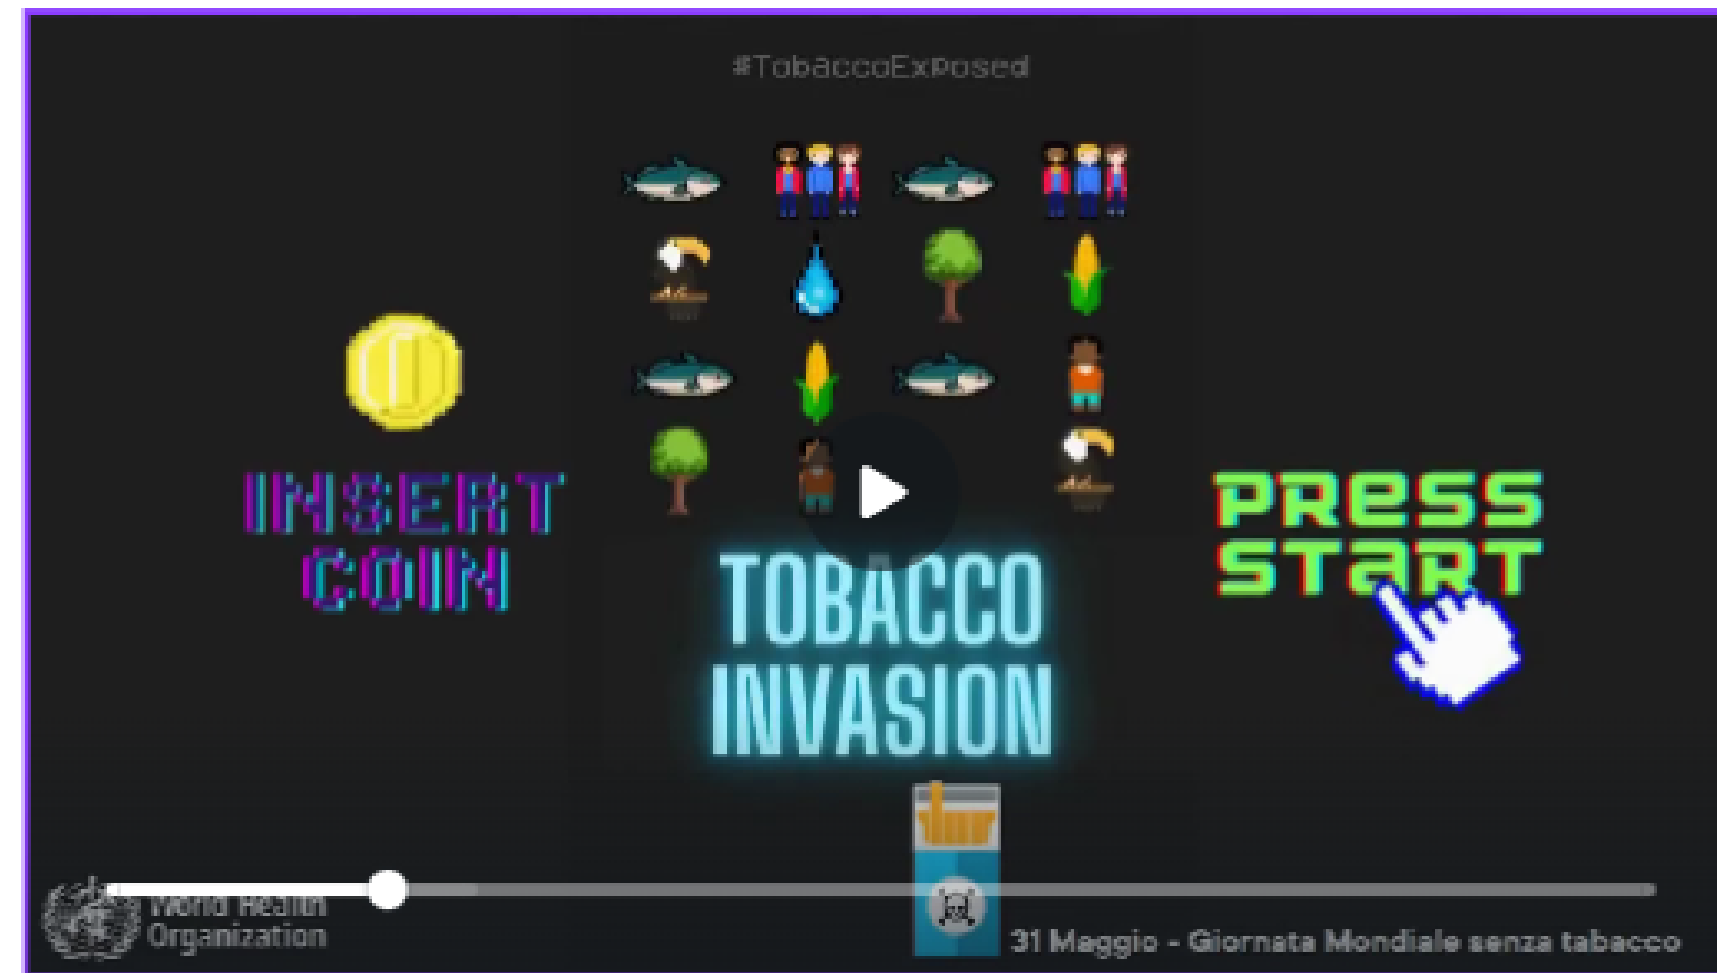 #TobaccoExposed
INSERT
COIN
PRESS
START
TOBACCO
INVASION
World Health
Organization
31 Maggio - Giornata Mondiale senza tabacco